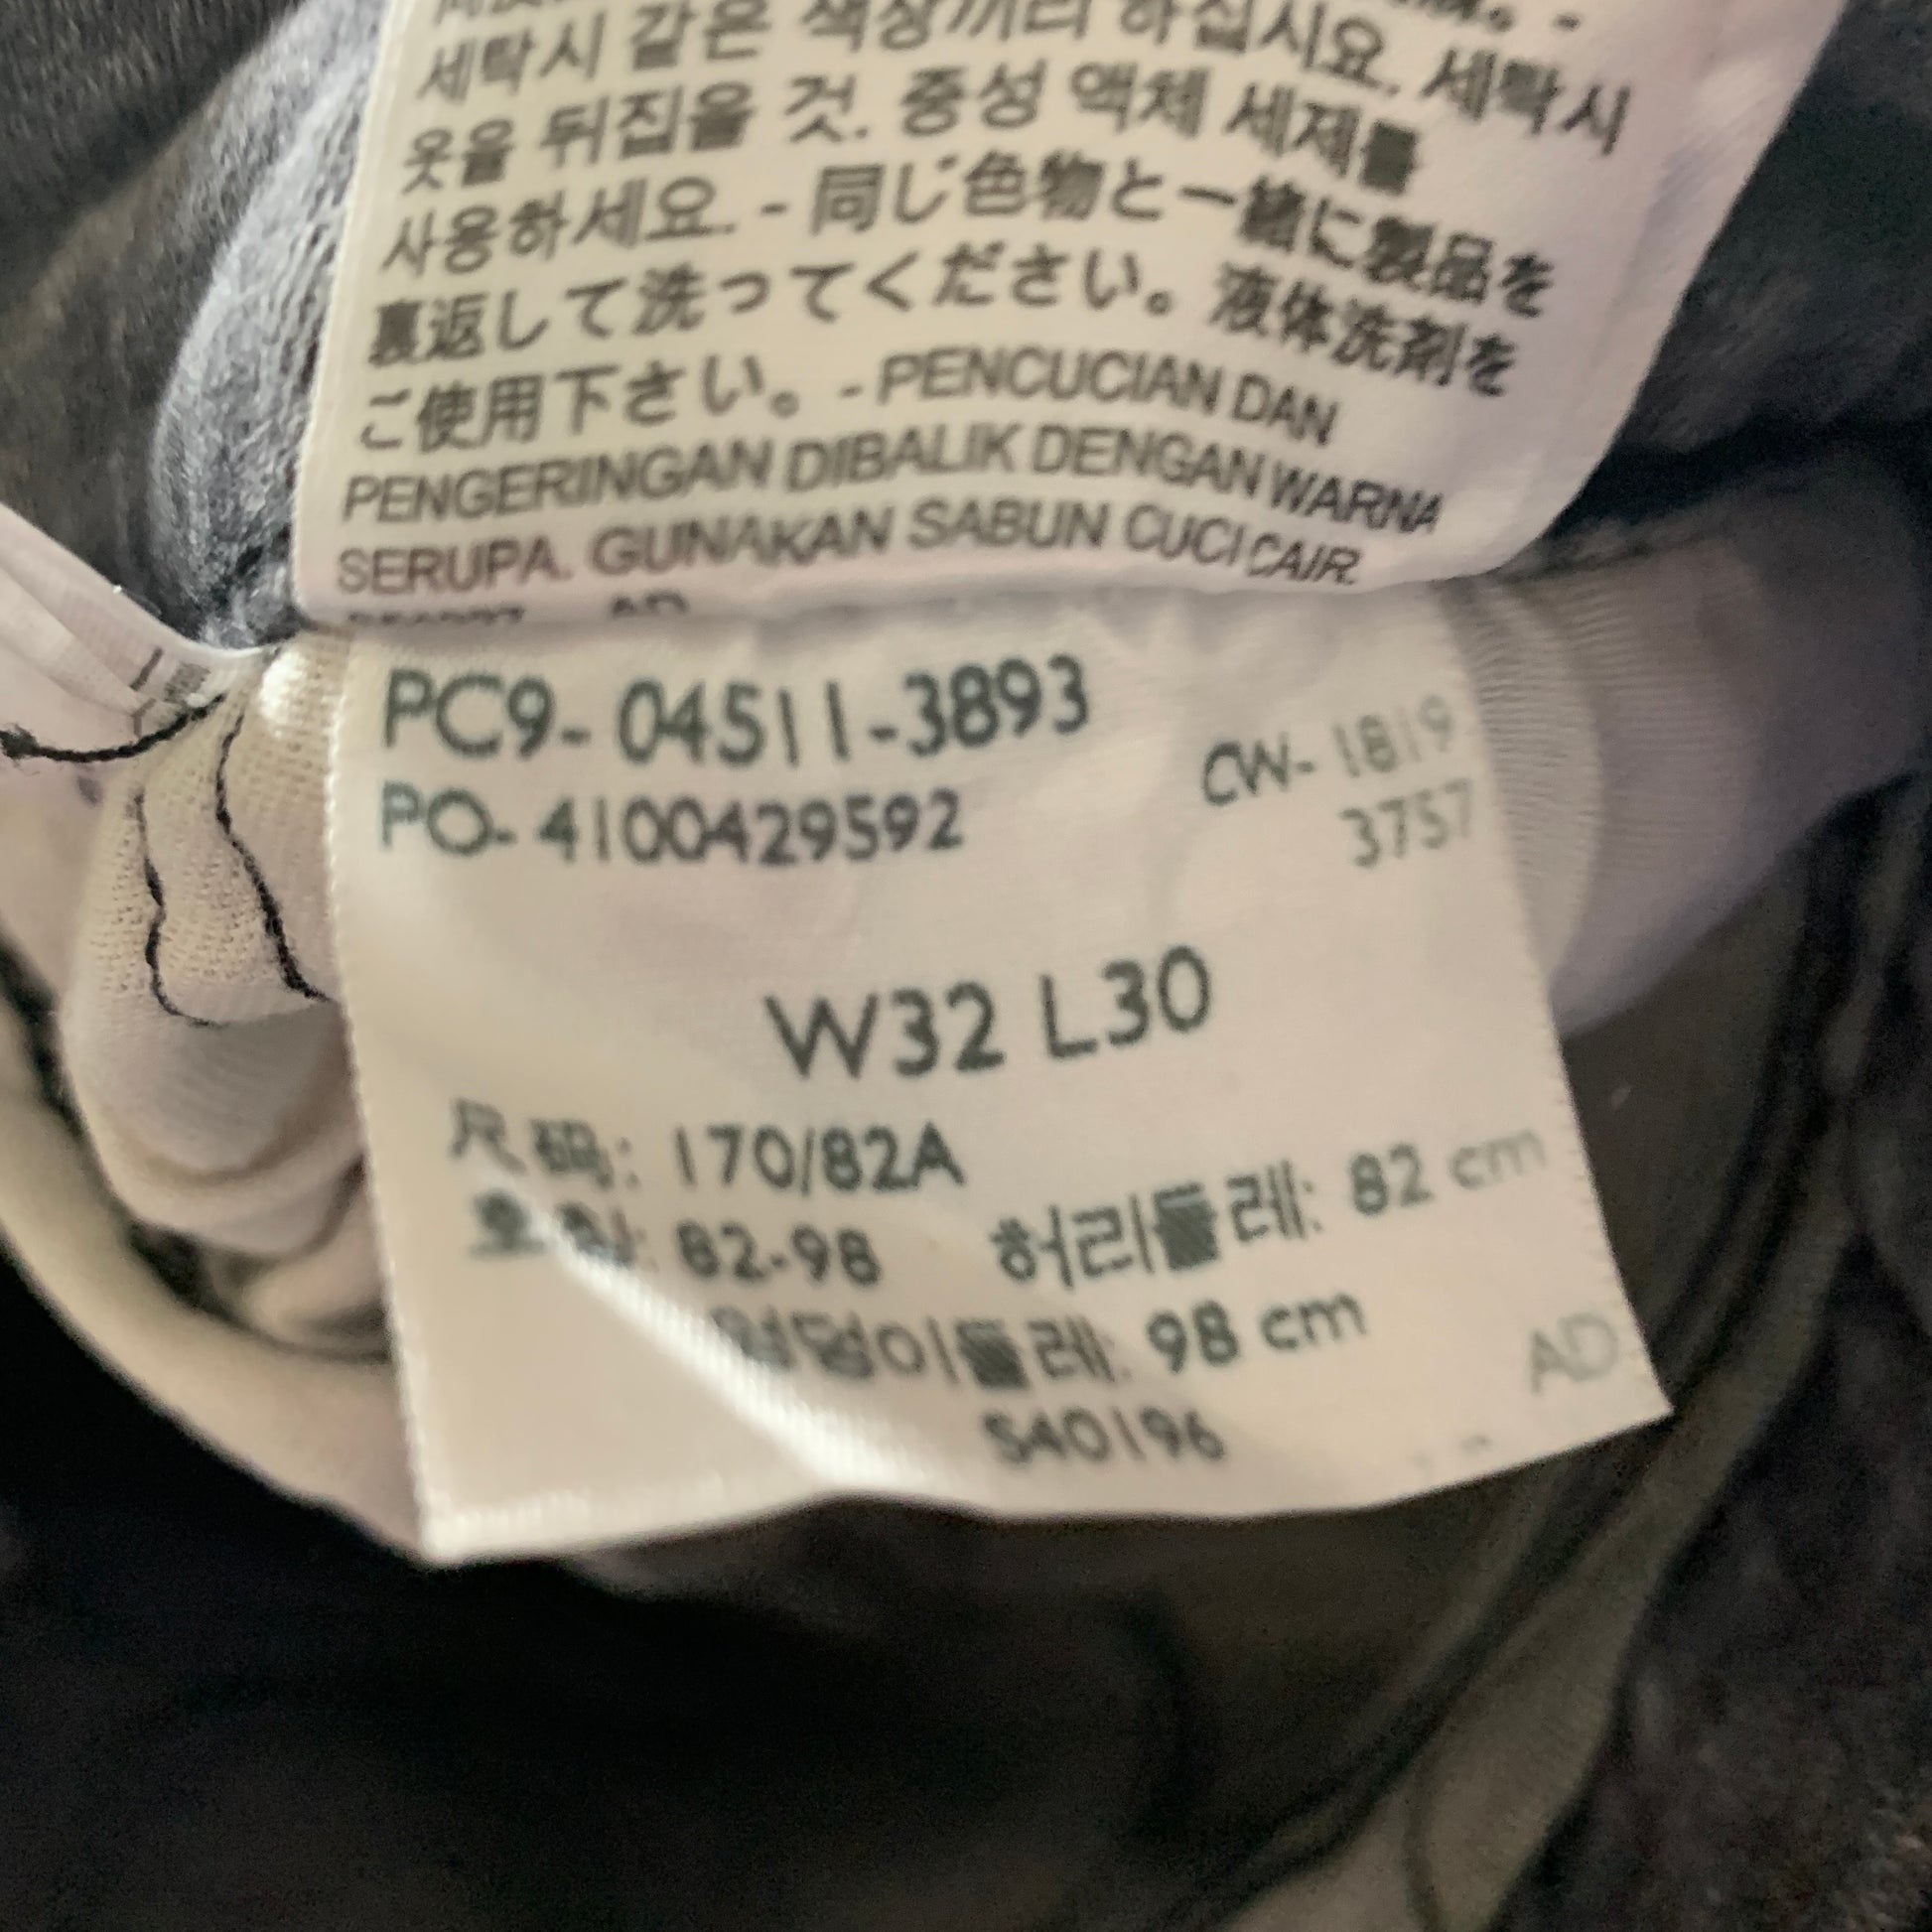 세탁시 같은 색상끼리 하십시요. 세탁시
옷을 뒤집을 것. 중성 액체 세제를
사용하세요. - 同じ色物と一緒に製品を
裏返して洗ってください。液体洗剤を
ご使用下さい。- PENCUCIAN DAN
PENGERINGAN DIBALIK DENGAN WARNA
SERUPA. GUNAKAN SABUN CUCI CAIR.
AD
PC9- 04511-3893
CW- 1819
PO- 4100429592
3757
W32 L30
尺码: 170/82A
호칭: 82-98 허리둘레: 82 cm
엉덩이둘레: 98 cm
AD
S40196